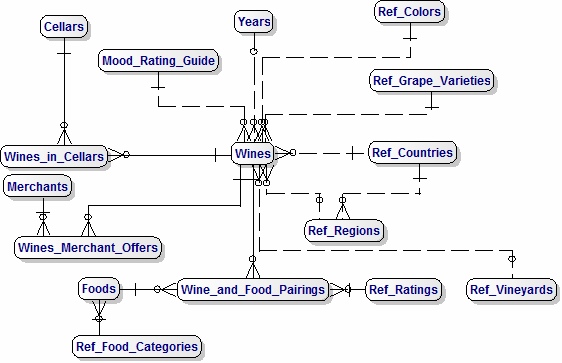 Cellars
Years
Ref_Colors
Mood_Rating_Guide
Ref_Grape_Varieties
Wines_in_Cellars
Wines
Ref_Countries
Merchants
Ref_Regions
Wines_Merchant_Offers
Foods
Wine_and_Food_Pairings
Ref_Ratings
Ref_Vineyards
Ref_Food_Categories